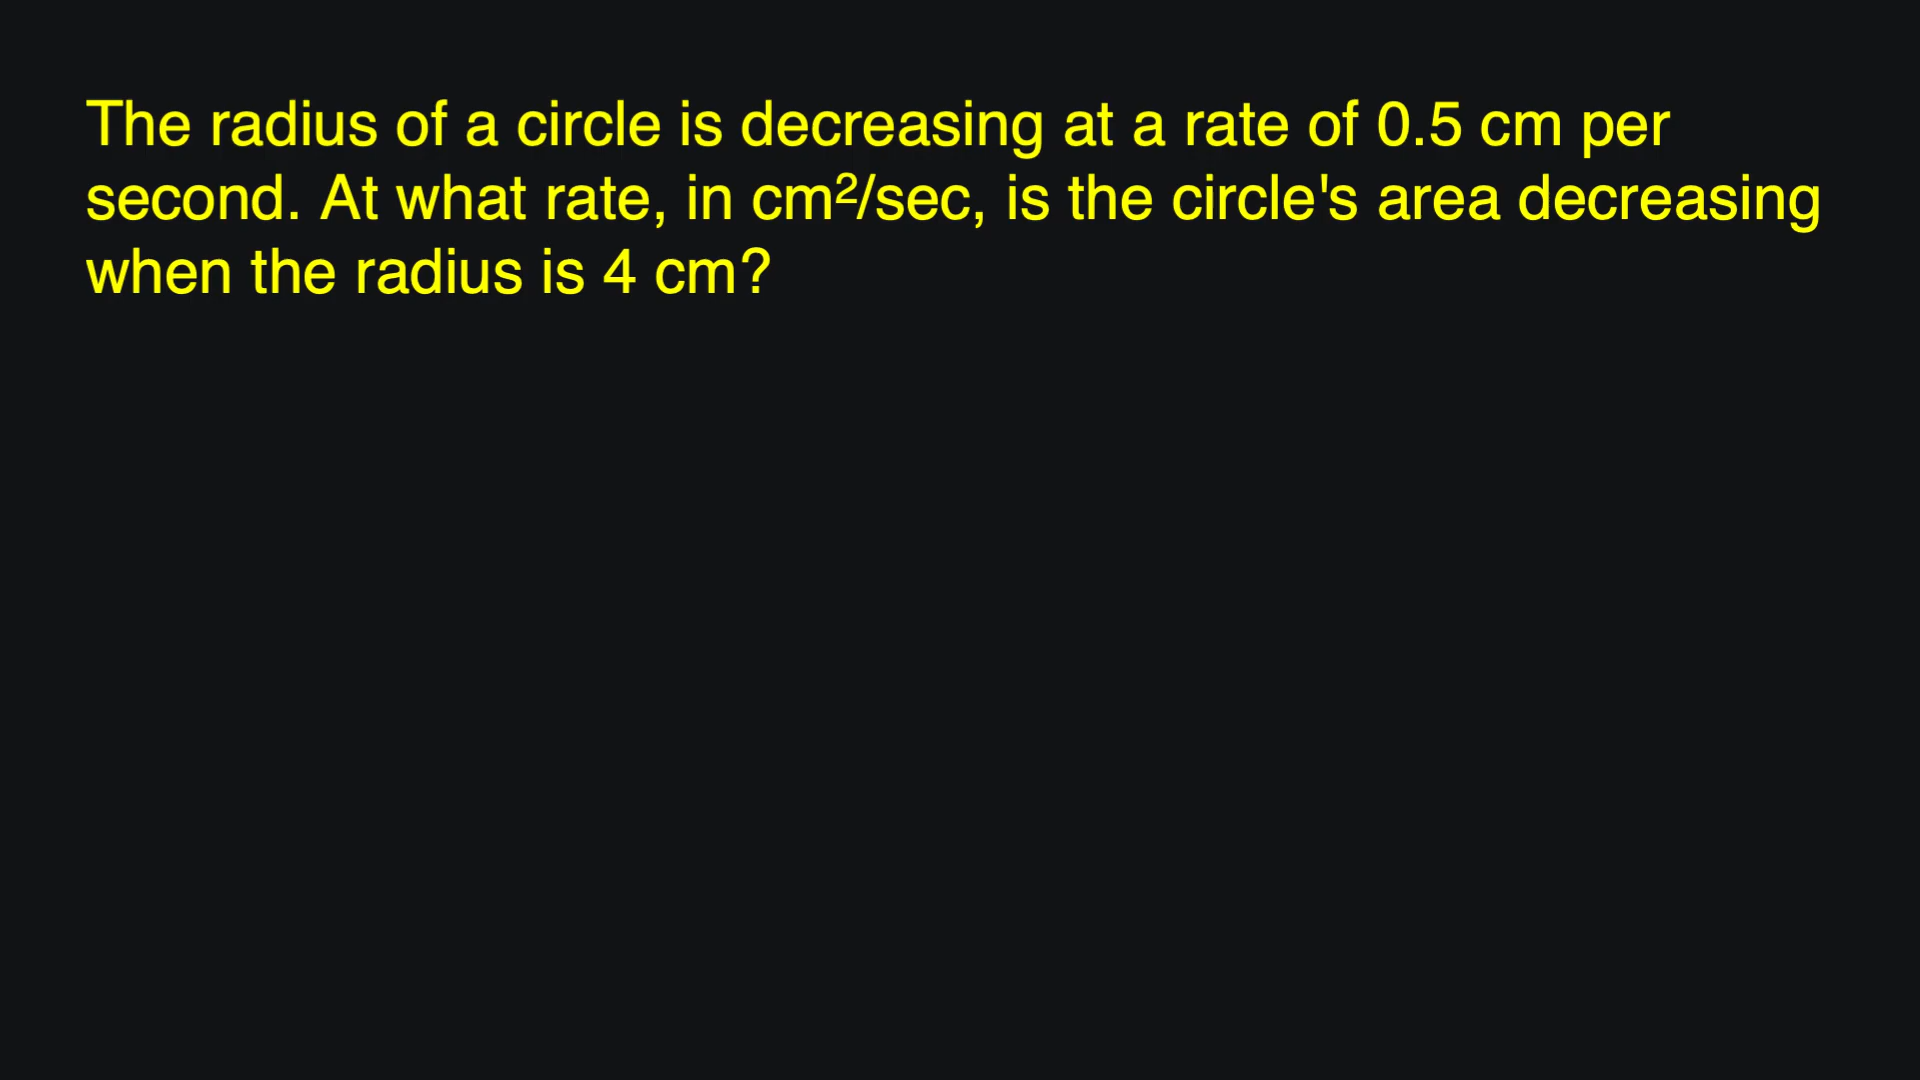 The radius of a circle is decreasing at a rate of 0.5 cm per
second. At what rate, in cm²/sec, is the circle's area decreasing
when the radius is 4 cm?